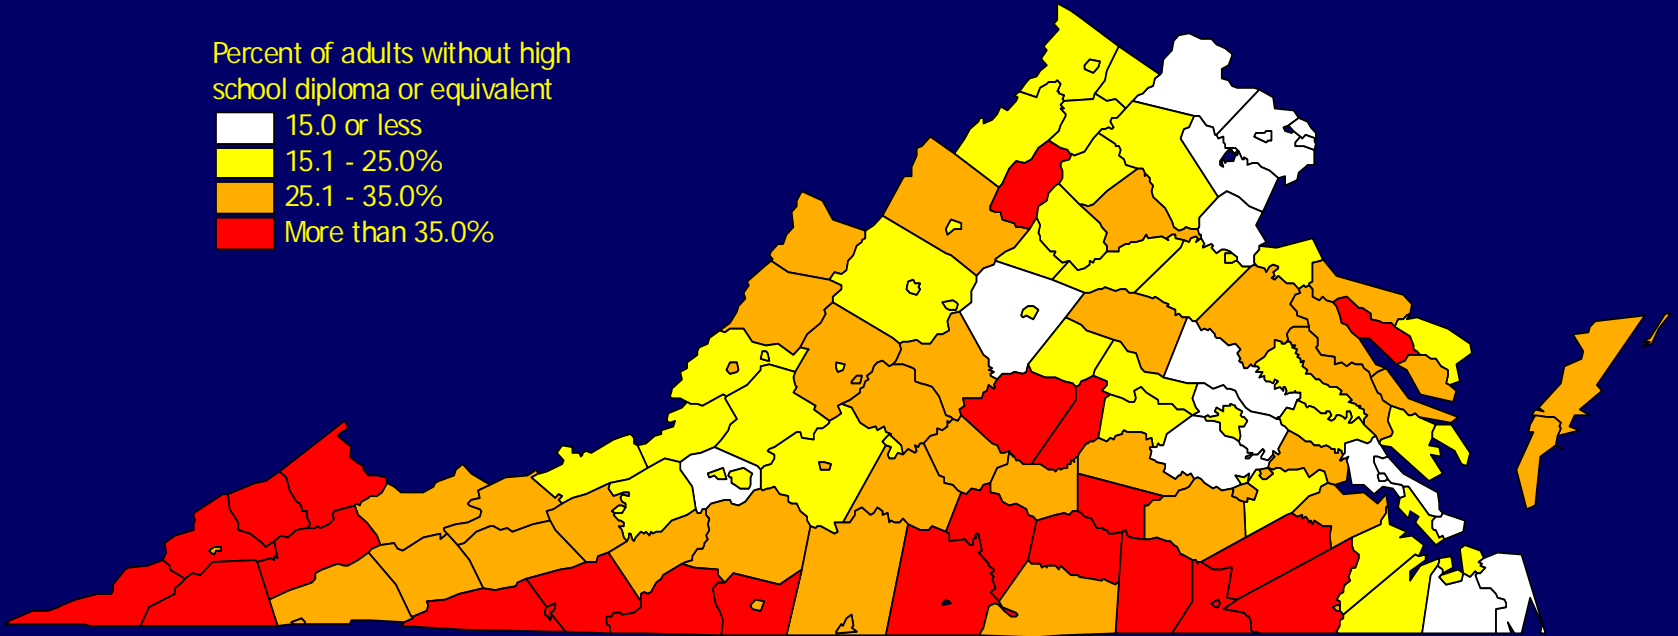 Percent of adults without high
school diploma or equivalent
15.0 or less
15.1 - 25.0%
25.1 - 35.0%
More than 35.0%